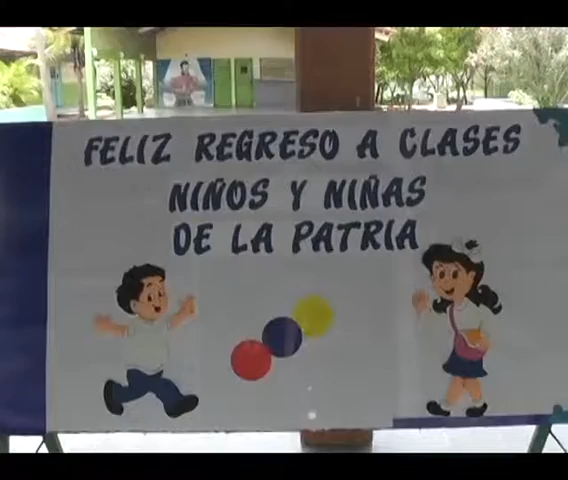 FELIZ REGRESO A CLASES
NIÑOS Y NIÑAS
DE LA PATRIA